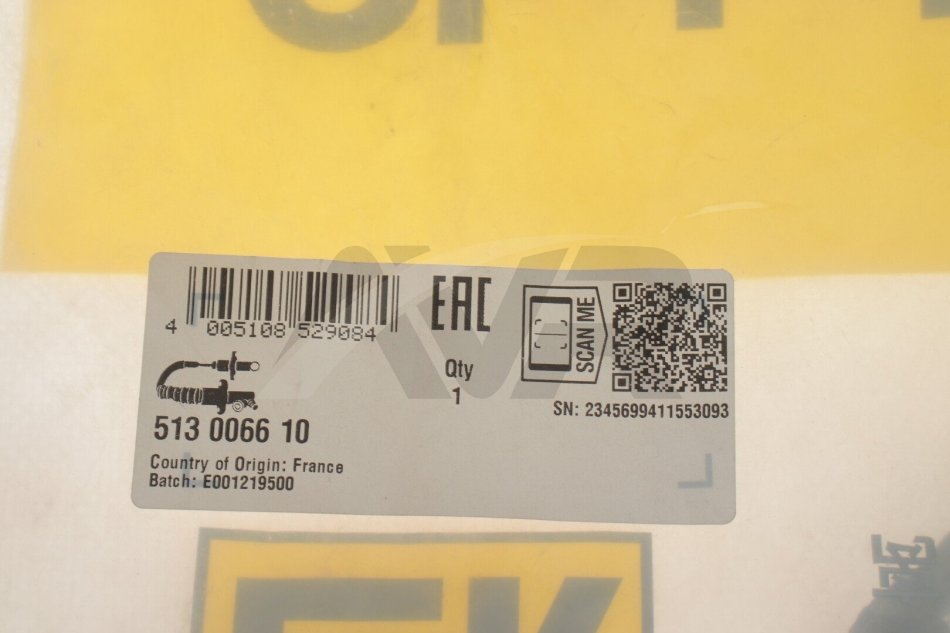 4 005108 529084
EAC
SCAN ME
Qty
1
SN: 2345699411553093
513 0066 10
Country of Origin: France
Batch: E001219500
AVR